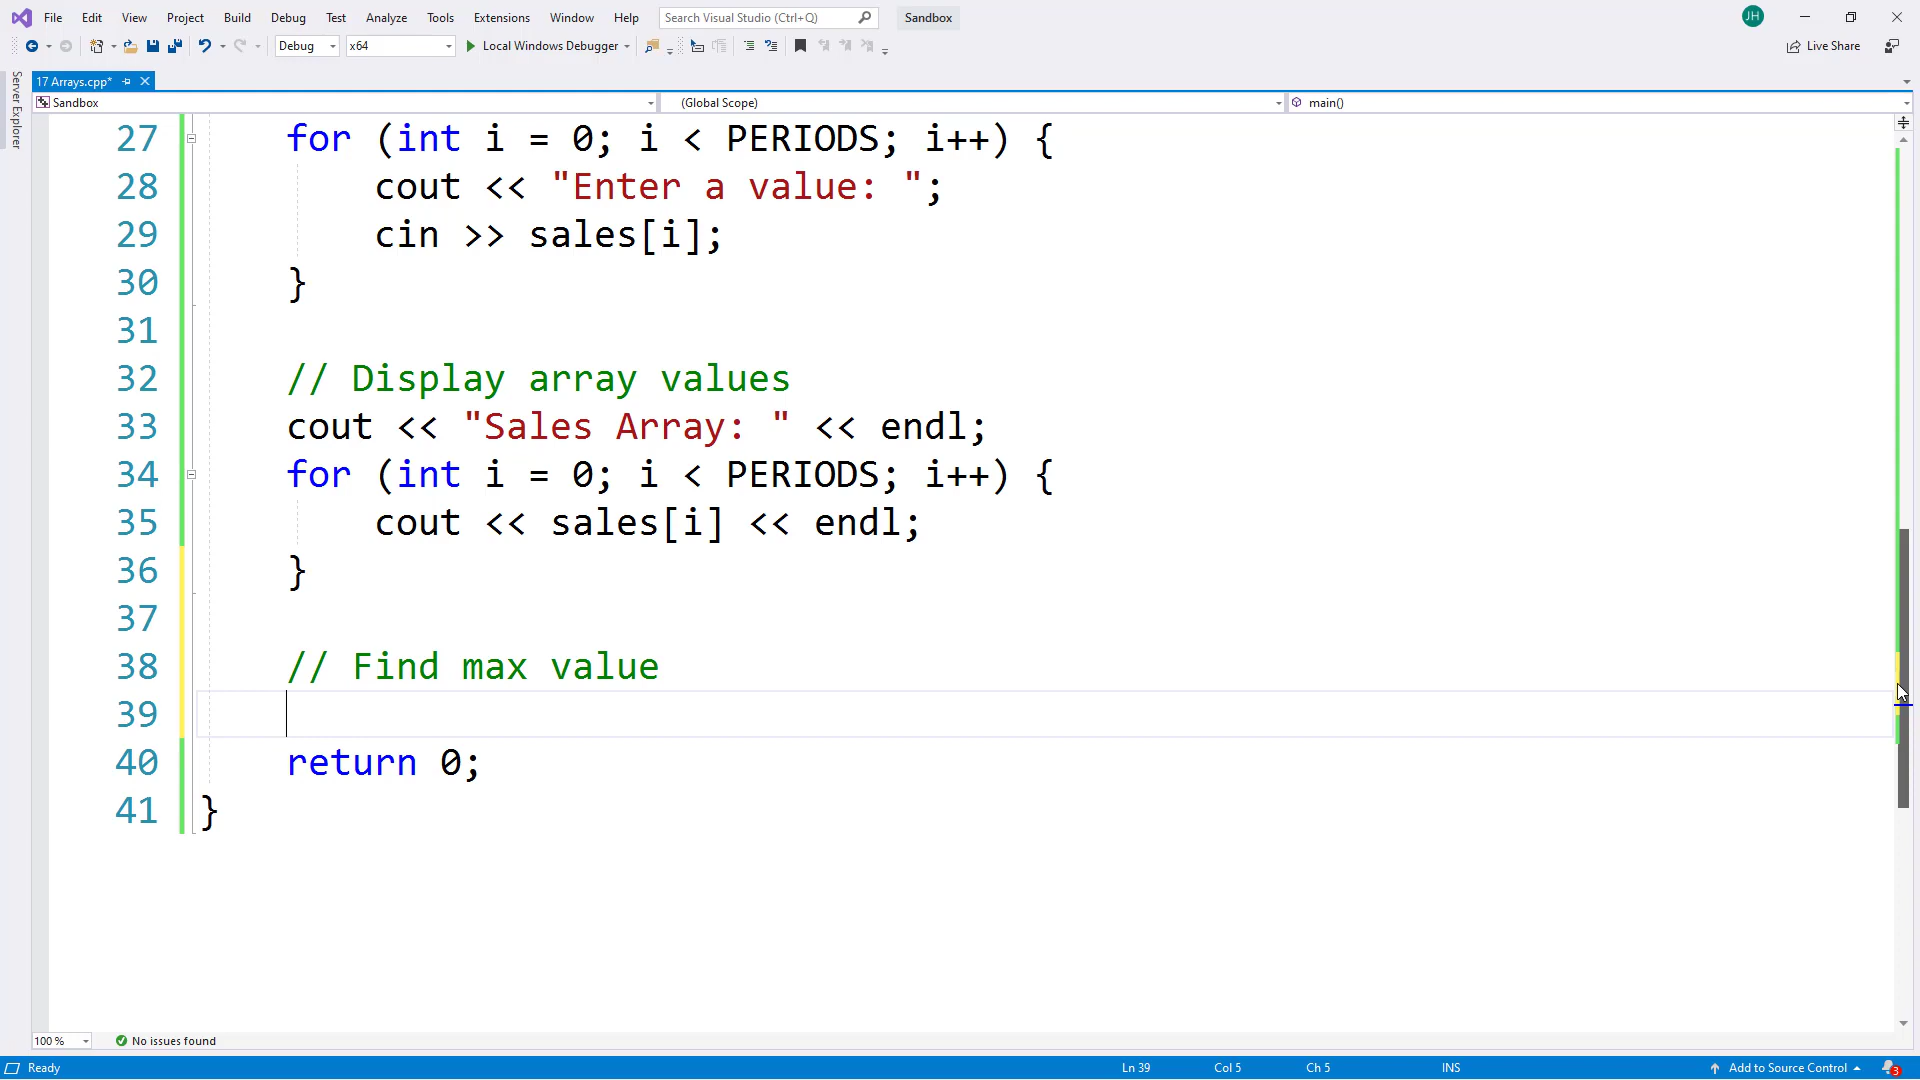 File Edit View Project Build Debug Test Analyze Tools Extensions Window Help Search Visual Studio (Ctrl+Q) Sandbox JH
Debug x64 Local Windows Debugger Live Share
Server Explorer
17 Arrays.cpp*
Sandbox (Global Scope) main()
27 for (int i = 0; i < PERIODS; i++) {
28 cout << "Enter a value: ";
29 cin >> sales[i];
30 }
31
32 // Display array values
33 cout << "Sales Array: " << endl;
34 for (int i = 0; i < PERIODS; i++) {
35 cout << sales[i] << endl;
36 }
37
38 // Find max value
39
40 return 0;
41 }
100 % No issues found
Ready Ln 39 Col 5 Ch 5 INS Add to Source Control 3